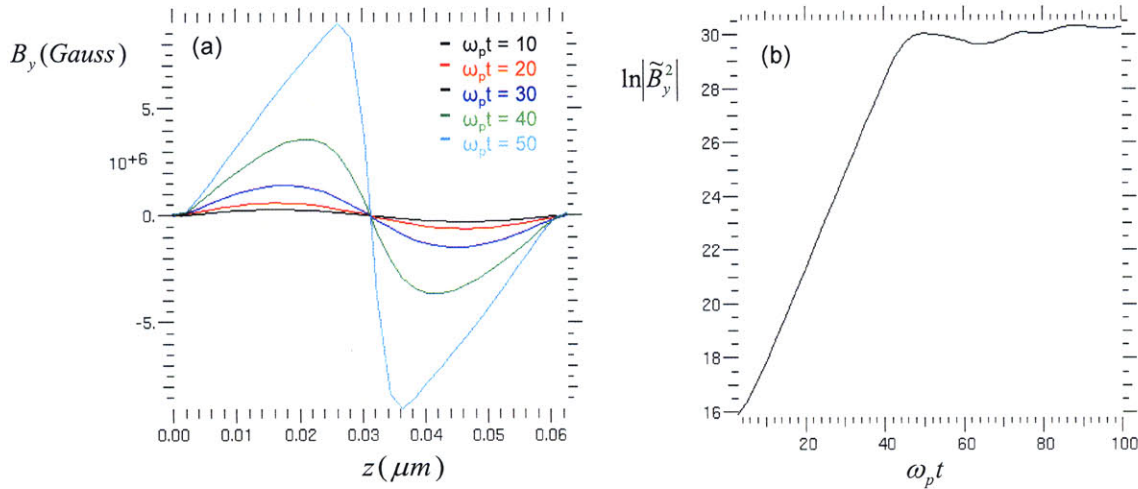 (a)
B_y (Gauss)
ω_p t = 10
ω_p t = 20
ω_p t = 30
ω_p t = 40
ω_p t = 50
5.
10+6
0.
-5.
0.00 0.01 0.02 0.03 0.04 0.05 0.06
z(μm)
(b)
ln|B̃_y^2|
30
28
26
24
22
20
18
16
20 40 60 80 100
ω_p t